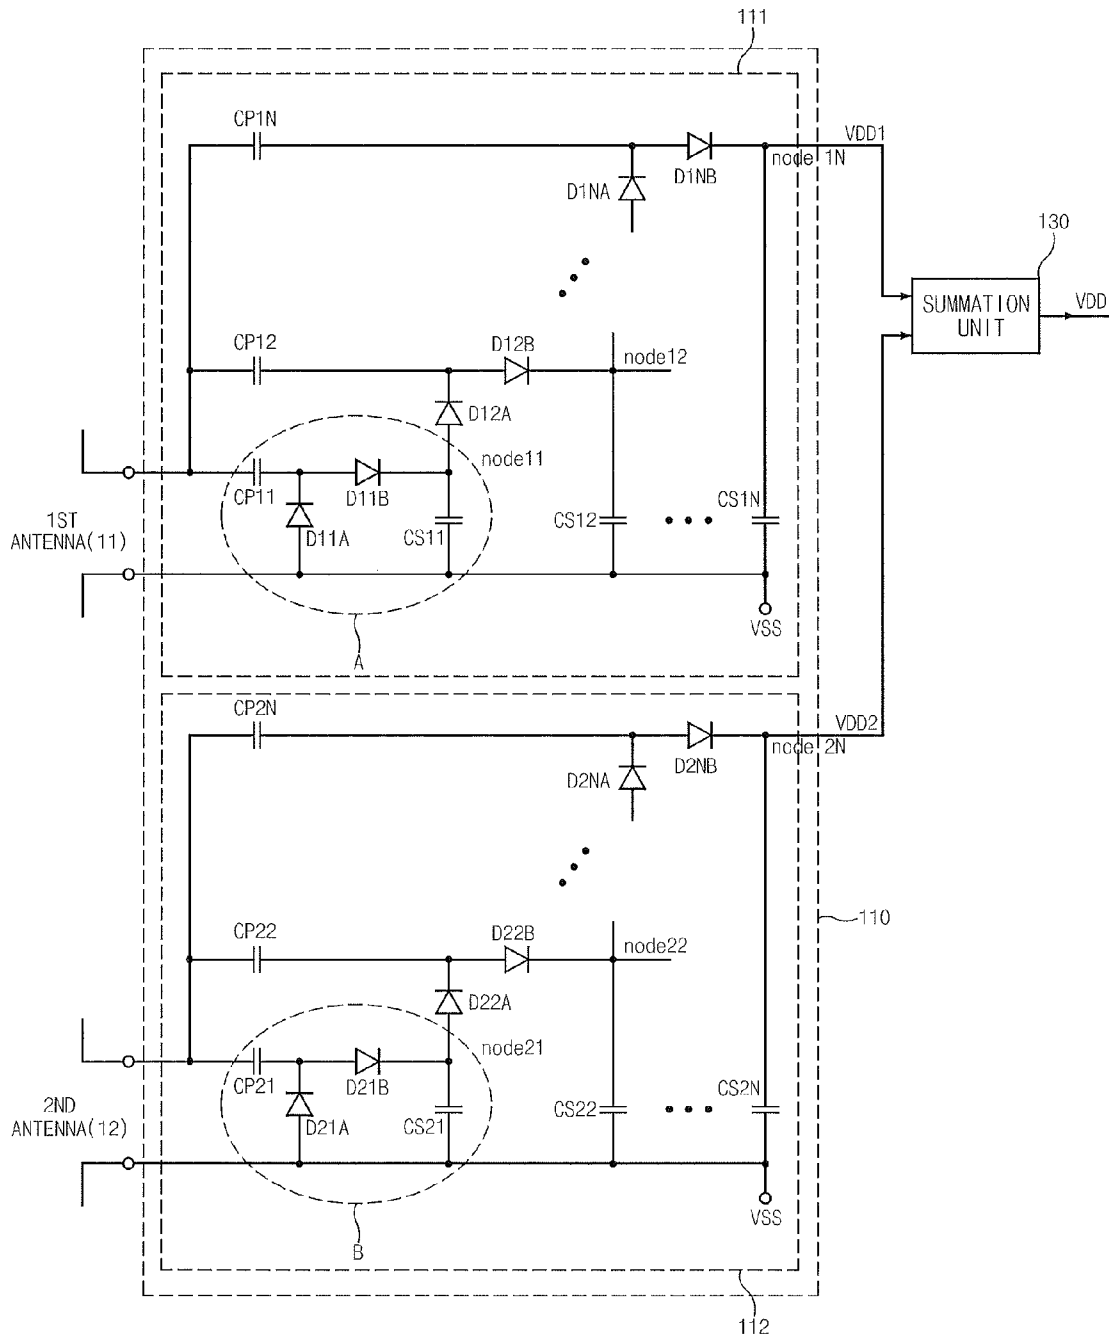 111
CP1N
VDD1
node 1N
D1NA
D1NB
130
SUMMATION
UNIT
VDD
CP12
D12B
node12
D12A
node11
CP11
D11B
1ST
ANTENNA(11)
D11A
CS11
CS12
CS1N
VSS
A
CP2N
VDD2
node 2N
D2NA
D2NB
110
CP22
D22B
node22
D22A
node21
CP21
D21B
2ND
ANTENNA(12)
D21A
CS21
CS22
CS2N
VSS
B
112